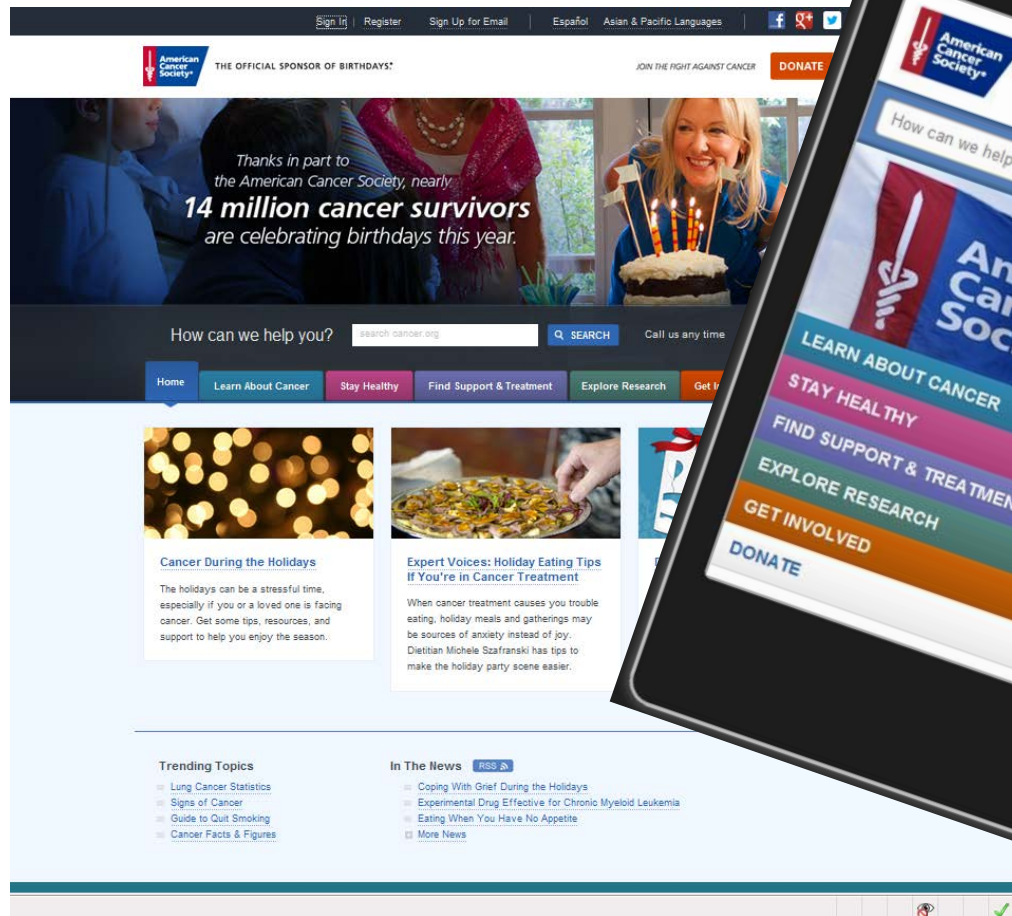 Sign In
Register
Sign Up for Email
Español
Asian & Pacific Languages
American
Cancer
Society®
THE OFFICIAL SPONSOR OF BIRTHDAYS.®
JOIN THE FIGHT AGAINST CANCER
DONATE
Thanks in part to
the American Cancer Society, nearly
14 million cancer survivors
are celebrating birthdays this year.
How can we help you?
search cancer.org
SEARCH
Call us any time
Home
Learn About Cancer
Stay Healthy
Find Support & Treatment
Explore Research
Get
Cancer During the Holidays
The holidays can be a stressful time,
especially if you or a loved one is facing
cancer. Get some tips, resources, and
support to help you enjoy the season.
Expert Voices: Holiday Eating Tips
If You're in Cancer Treatment
When cancer treatment causes you trouble
eating, holiday meals and gatherings may
be sources of anxiety instead of joy.
Dietitian Michele Szafranski has tips to
make the holiday party scene easier.
Trending Topics
Lung Cancer Statistics
Signs of Cancer
Guide to Quit Smoking
Cancer Facts & Figures
In The News RSS
Coping With Grief During the Holidays
Experimental Drug Effective for Chronic Myeloid Leukemia
Eating When You Have No Appetite
More News
American
Cancer
Society®
How can we help
An
Can
Soc
LEARN ABOUT CANCER
STAY HEALTHY
FIND SUPPORT & TREATMEN
EXPLORE RESEARCH
GET INVOLVED
DONATE